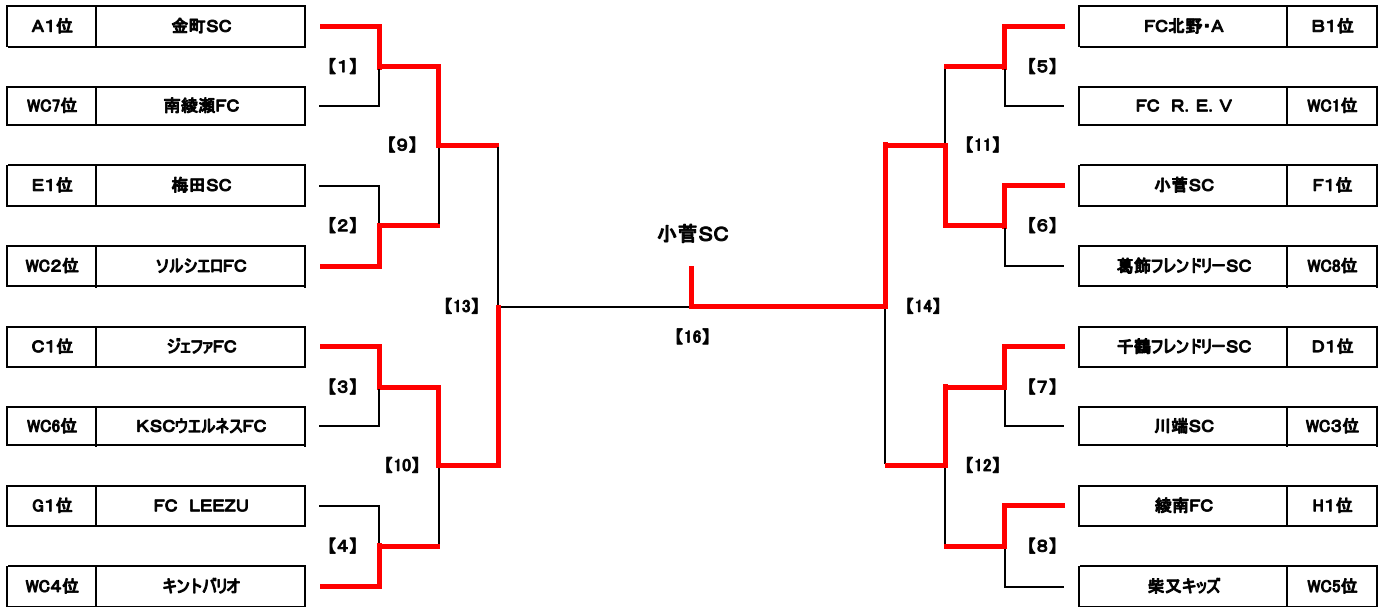 A1位 金町SC FC北野・A B1位
【1】 【5】
WC7位 南綾瀬FC FC R.E.V WC1位
【9】 【11】
E1位 梅田SC 小菅SC F1位
【2】 小菅SC 【6】
WC2位 ソルシエロFC 葛飾フレンドリーSC WC8位
【13】 【14】
【16】
C1位 ジェファFC 千鶴フレンドリーSC D1位
【3】 【7】
WC6位 KSCウエルネスFC 川端SC WC3位
【10】 【12】
G1位 FC LEEZU 綾南FC H1位
【4】 【8】
WC4位 キントバリオ 柴又キッズ WC5位